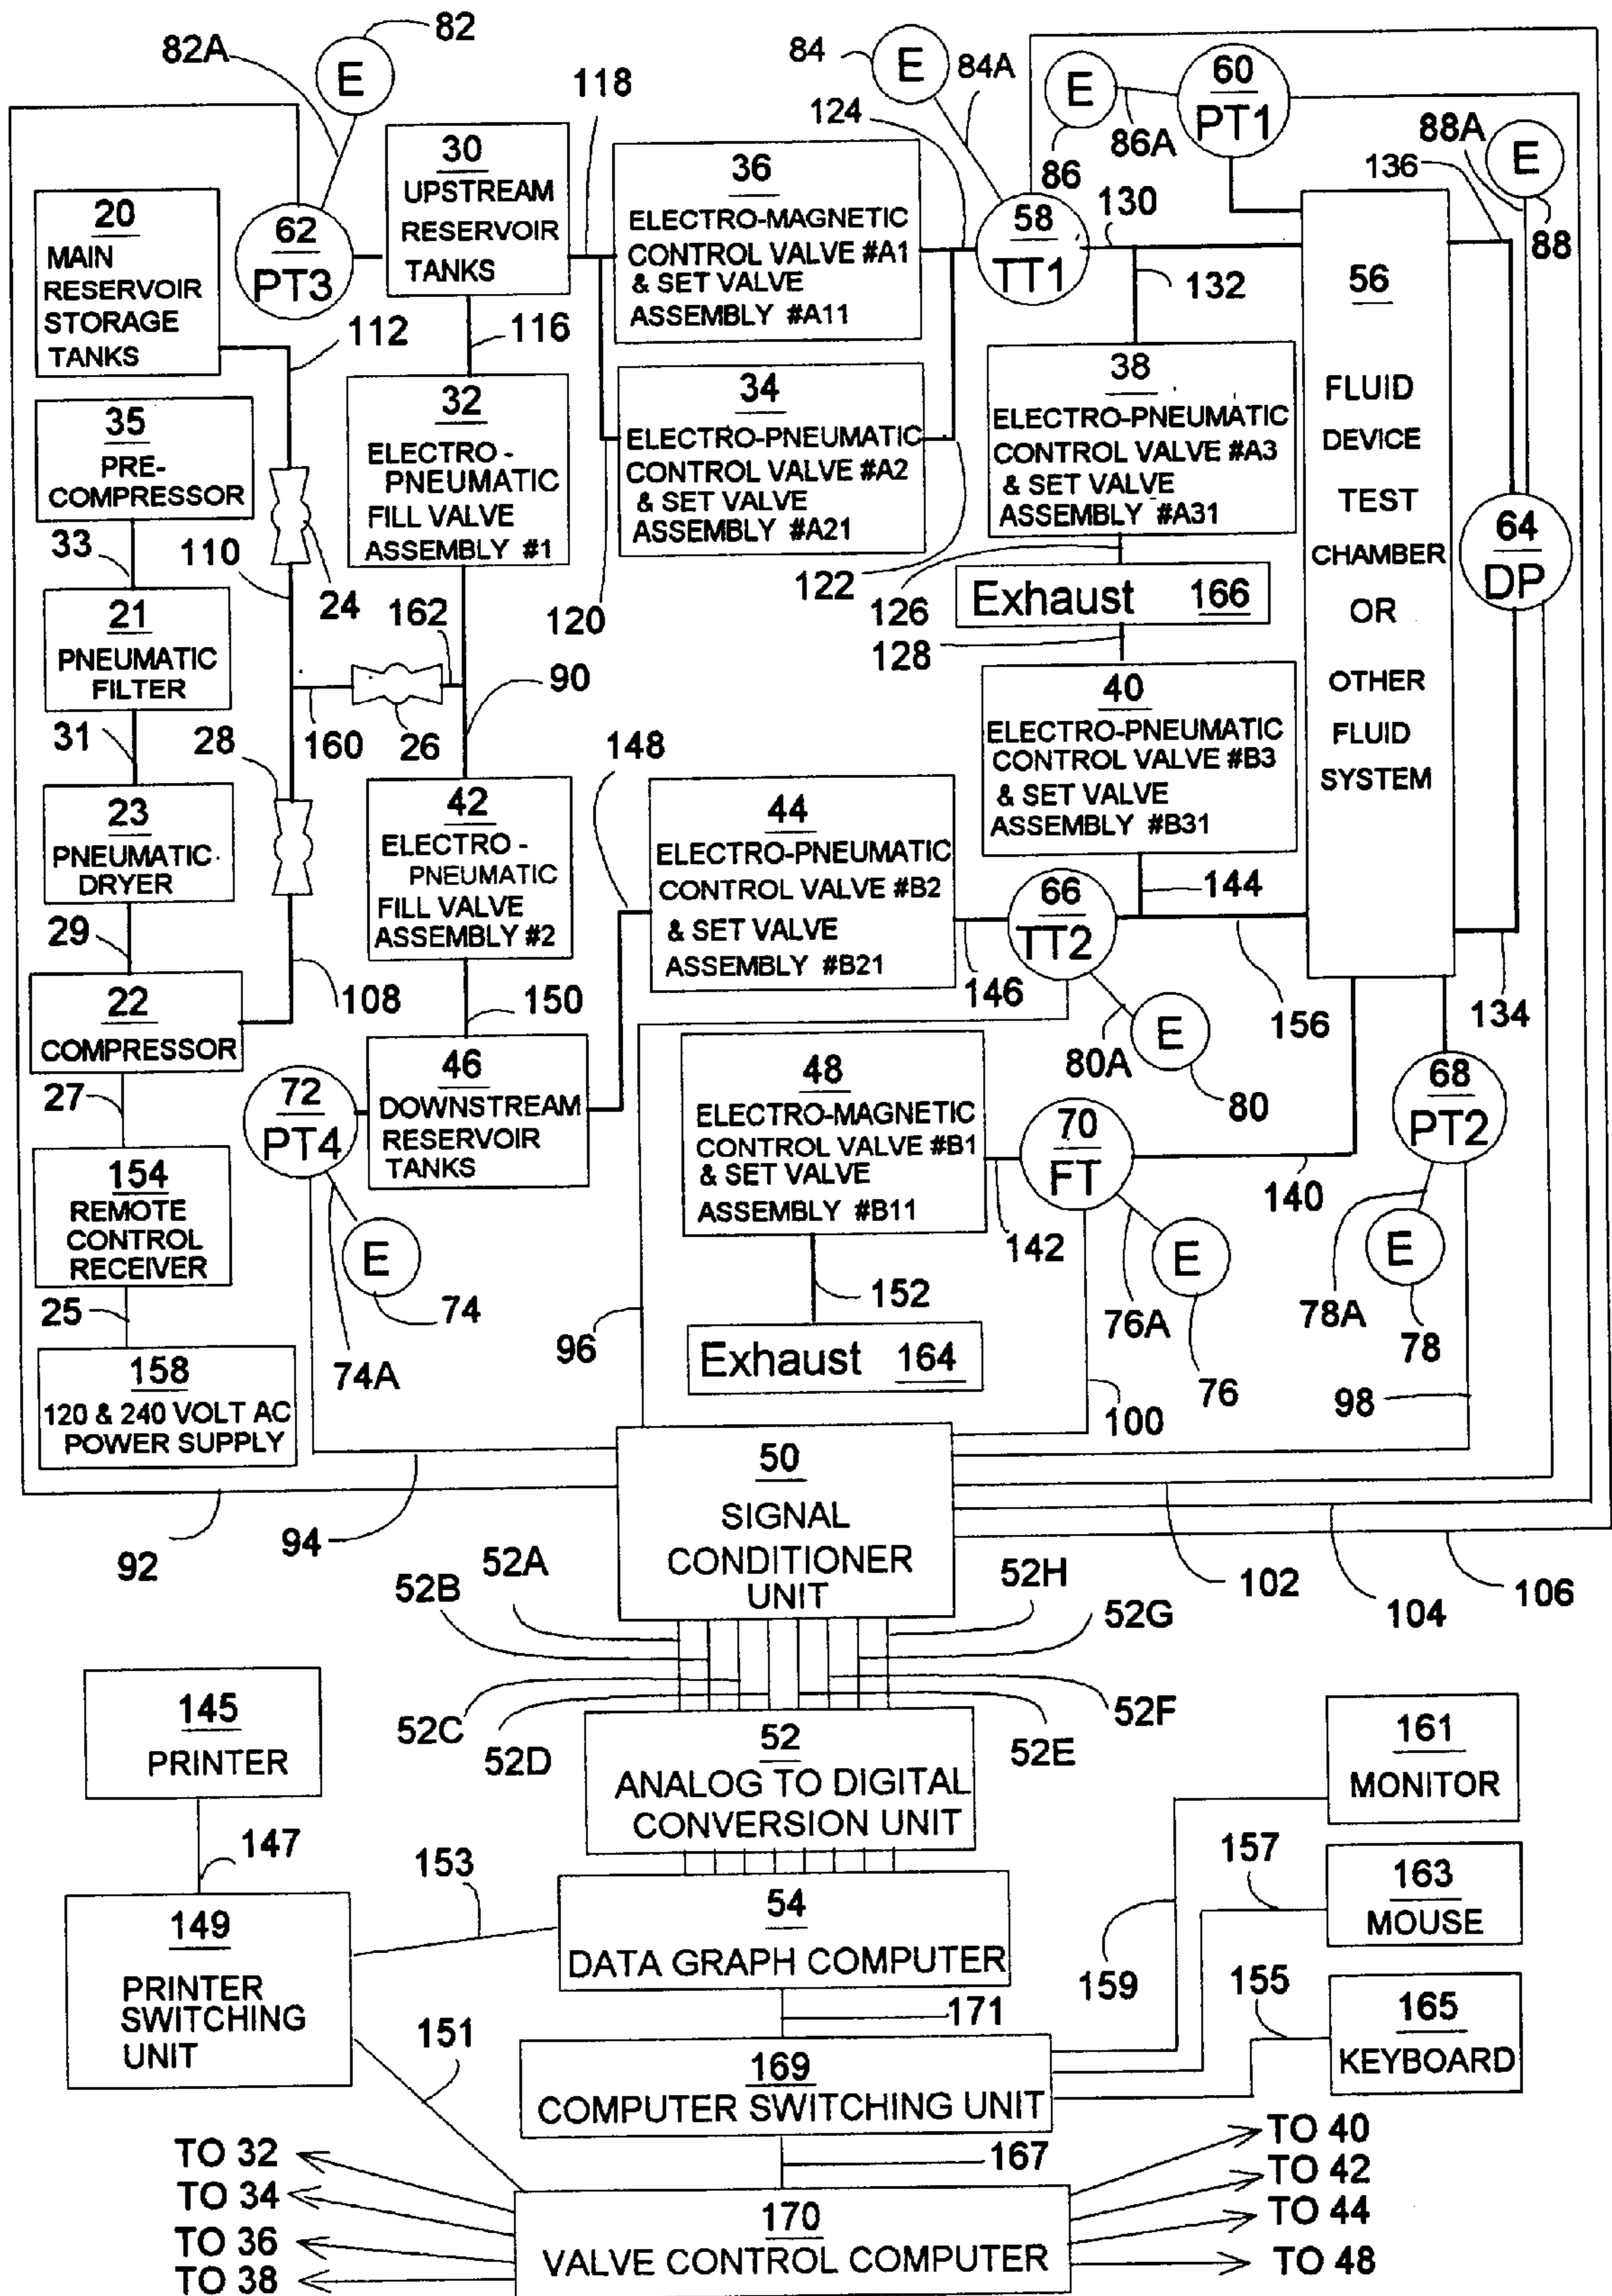 82
82A
E
84
E
84A
60
PT1
E
86A
86
88A
E
88
118
124
136
20
MAIN
RESERVOIR
STORAGE
TANKS
62
PT3
30
UPSTREAM
RESERVOIR
TANKS
36
ELECTRO-MAGNETIC
CONTROL VALVE #A1
& SET VALVE
ASSEMBLY #A11
58
TT1
130
132
56
FLUID
DEVICE
TEST
CHAMBER
OR
OTHER
FLUID
SYSTEM
112
116
35
PRE-
COMPRESSOR
32
ELECTRO -
PNEUMATIC
FILL VALVE
ASSEMBLY #1
34
ELECTRO-PNEUMATIC
CONTROL VALVE #A2
& SET VALVE
ASSEMBLY #A21
38
ELECTRO-PNEUMATIC
CONTROL VALVE #A3
& SET VALVE
ASSEMBLY #A31
64
DP
33
110
24
120
122
126
Exhaust 166
128
21
PNEUMATIC
FILTER
162
90
160
26
31
28
148
40
ELECTRO-PNEUMATIC
CONTROL VALVE #B3
& SET VALVE
ASSEMBLY #B31
23
PNEUMATIC
DRYER
42
ELECTRO -
PNEUMATIC
FILL VALVE
ASSEMBLY #2
44
ELECTRO-PNEUMATIC
CONTROL VALVE #B2
& SET VALVE
ASSEMBLY #B21
66
TT2
144
29
108
150
146
156
134
22
COMPRESSOR
80A
E
80
27
72
PT4
46
DOWNSTREAM
RESERVOIR
TANKS
48
ELECTRO-MAGNETIC
CONTROL VALVE #B1
& SET VALVE
ASSEMBLY #B11
70
FT
140
68
PT2
154
REMOTE
CONTROL
RECEIVER
142
E
74
74A
E
76A
76
E
78A
78
25
152
96
Exhaust 164
100
98
158
120 & 240 VOLT AC
POWER SUPPLY
50
SIGNAL
CONDITIONER
UNIT
92
94
102
104
106
52A
52B
52H
52G
52C
52D
52F
52E
145
PRINTER
52
ANALOG TO DIGITAL
CONVERSION UNIT
161
MONITOR
147
153
157
163
MOUSE
149
PRINTER
SWITCHING
UNIT
54
DATA GRAPH COMPUTER
159
155
151
171
165
KEYBOARD
169
COMPUTER SWITCHING UNIT
167
TO 32
TO 34
TO 36
TO 38
TO 40
TO 42
TO 44
TO 48
170
VALVE CONTROL COMPUTER